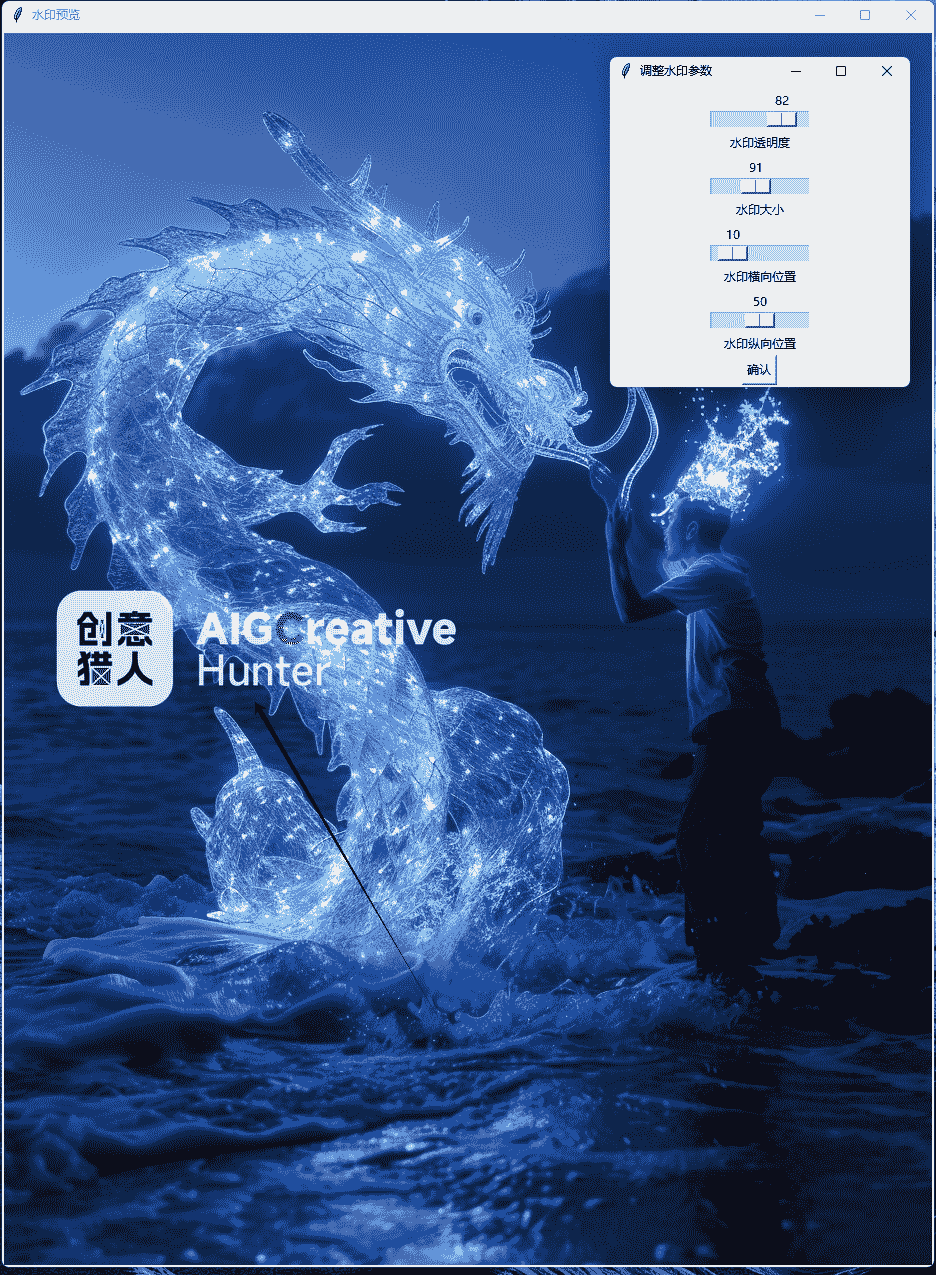 水印预览
调整水印参数
82
水印透明度
91
水印大小
10
水印横向位置
50
水印纵向位置
确认
创意
猎人
AIGCreative
Hunter